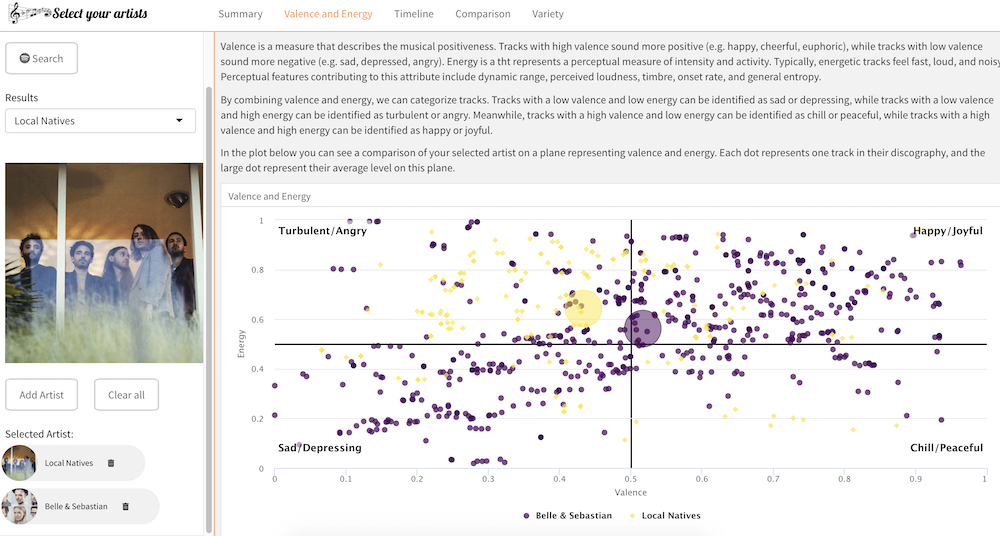 Select your artists
Summary
Valence and Energy
Timeline
Comparison
Variety
Search
Results
Local Natives
Add Artist
Clear all
Selected Artist:
Local Natives
Belle & Sebastian
Valence is a measure that describes the musical positiveness. Tracks with high valence sound more positive (e.g. happy, cheerful, euphoric), while tracks with low valence
sound more negative (e.g. sad, depressed, angry). Energy is a tht represents a perceptual measure of intensity and activity. Typically, energetic tracks feel fast, loud, and noisy
Perceptual features contributing to this attribute include dynamic range, perceived loudness, timbre, onset rate, and general entropy.
By combining valence and energy, we can categorize tracks. Tracks with a low valence and low energy can be identified as sad or depressing, while tracks with a low valence
and high energy can be identified as turbulent or angry. Meanwhile, tracks with a high valence and low energy can be identified as chill or peaceful, while tracks with a high
valence and high energy can be identified as happy or joyful.
In the plot below you can see a comparison of your selected artist on a plane representing valence and energy. Each dot represents one track in their discography, and the
large dot represent their average level on this plane.
Valence and Energy
Turbulent/Angry
Happy/Joyful
Sad/Depressing
Chill/Peaceful
Energy
1
0.8
0.6
0.4
0.2
0
0
0.1
0.2
0.3
0.4
0.5
0.6
0.7
0.8
0.9
1
Valence
Belle & Sebastian
Local Natives